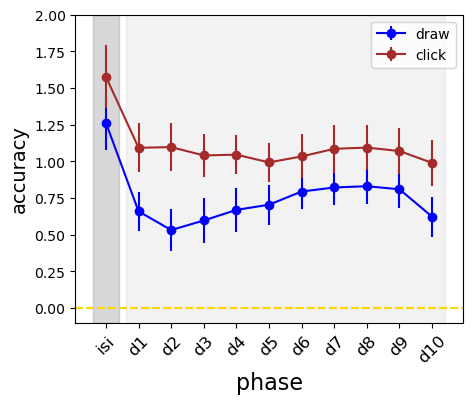 2.00
1.75
1.50
1.25
1.00
0.75
0.50
0.25
0.00
accuracy
draw
click
isi
d1
d2
d3
d4
d5
d6
d7
d8
d9
d10
phase